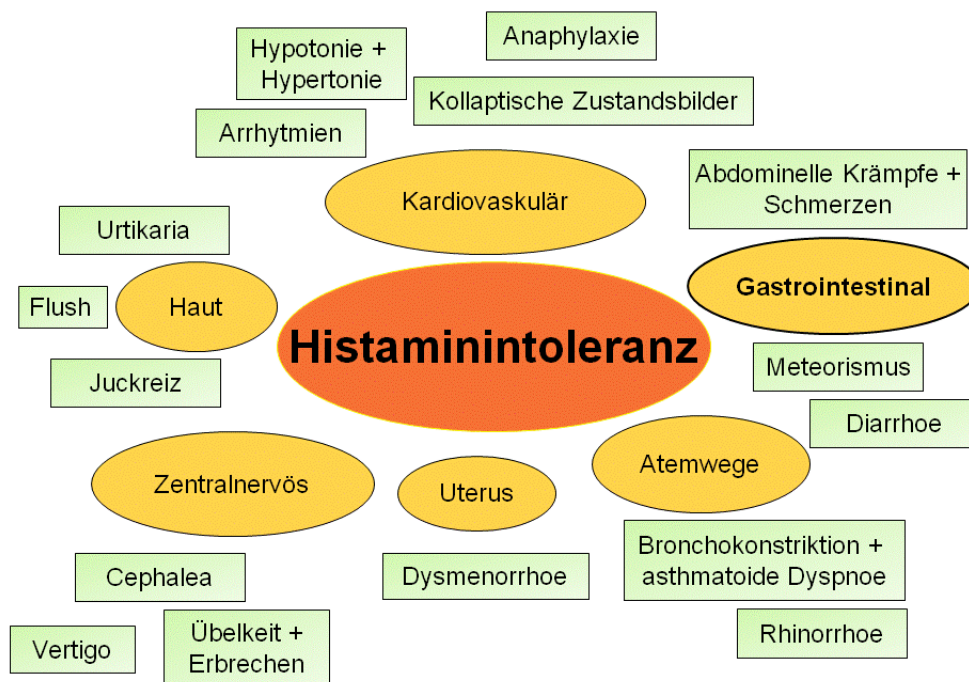 Anaphylaxie
Hypotonie +
Hypertonie
Kollaptische Zustandsbilder
Arrhytmien
Kardiovaskulär
Abdominelle Krämpfe +
Schmerzen
Urtikaria
Gastrointestinal
Flush
Haut
Histaminintoleranz
Meteorismus
Juckreiz
Diarrhoe
Atemwege
Zentralnervös
Uterus
Bronchokonstriktion +
asthmatoide Dyspnoe
Cephalea
Dysmenorrhoe
Rhinorrhoe
Übelkeit +
Erbrechen
Vertigo